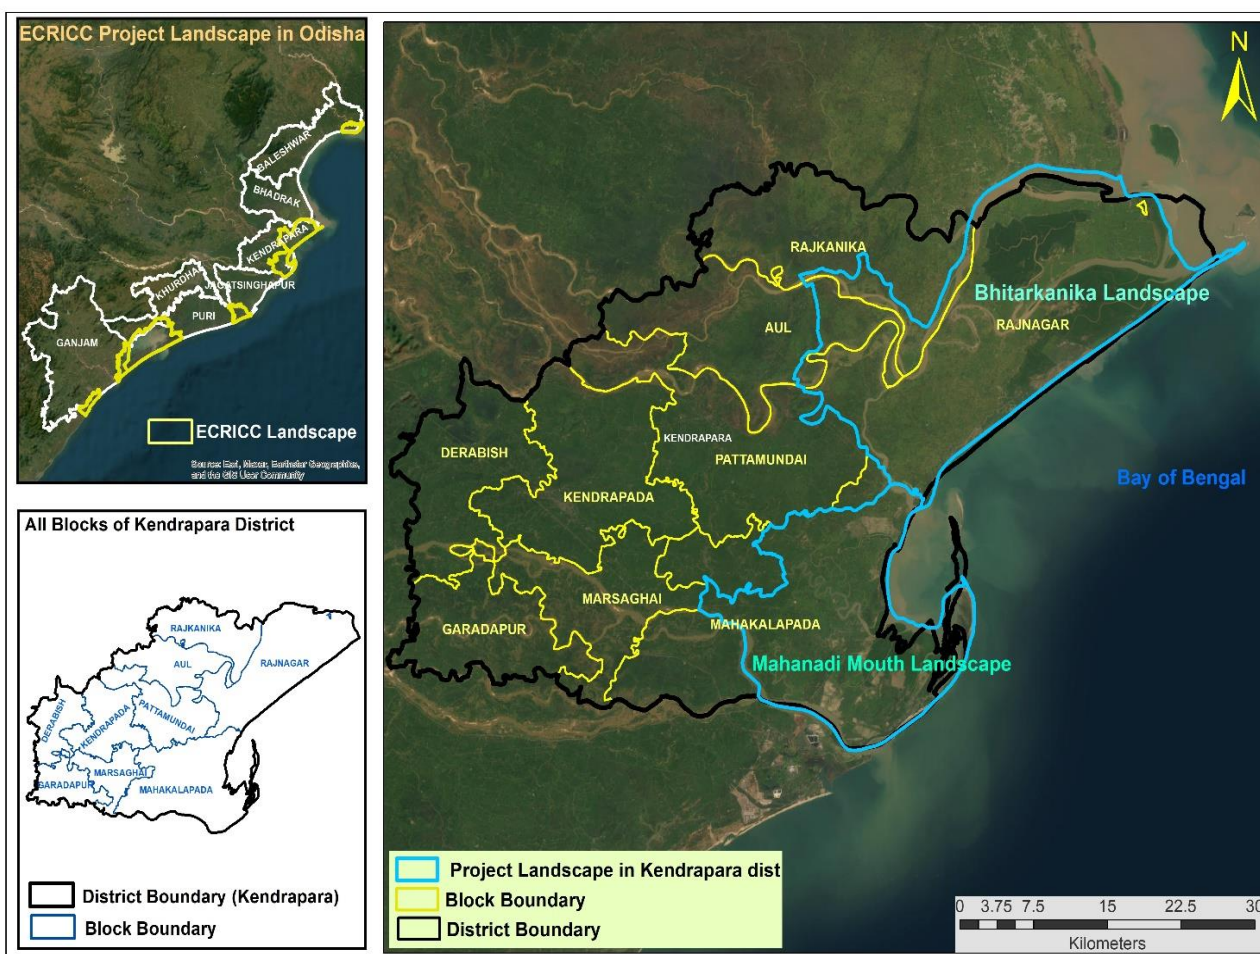 ECRICC Project Landscape in Odisha
BALESHWAR
BHADRAK
KENDRAPARA
JAGATSINGHAPUR
KHURDHA
PURI
GANJAM
ECRICC Landscape
Source: Esri, Maxar, Earthstar Geographics,
and the GIS User Community
All Blocks of Kendrapara District
RAJKANIKA
AUL
RAJNAGAR
DERABISH
KENDRAPADA
PATTAMUNDAI
MARSAGHAI
GARADAPUR
MAHAKALAPADA
District Boundary (Kendrapara)
Block Boundary
N
RAJKANIKA
Bhitarkanika Landscape
RAJNAGAR
AUL
KENDRAPARA
DERABISH
PATTAMUNDAI
Bay of Bengal
KENDRAPADA
MARSAGHAI
GARADAPUR
MAHAKALAPADA
Mahanadi Mouth Landscape
Project Landscape in Kendrapara dist
Block Boundary
District Boundary
0 3.75 7.5 15 22.5 30
Kilometers